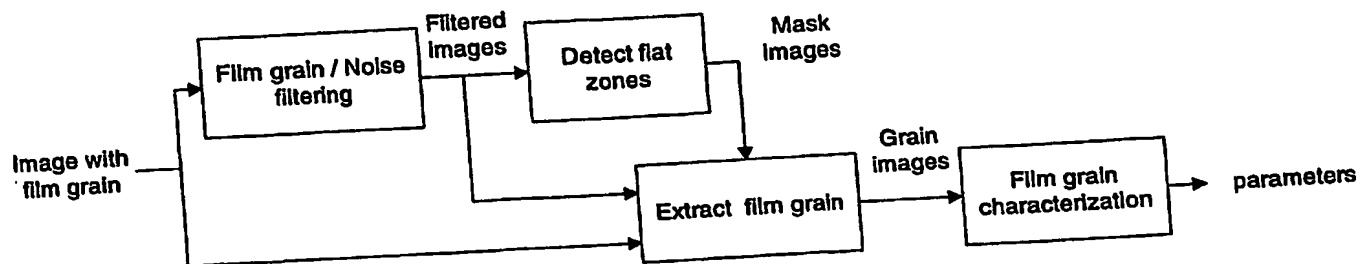 Film grain / Noise
filtering
Filtered
images
Detect flat
zones
Mask
images
Image with
film grain
Extract film grain
Grain
images
Film grain
characterization
parameters